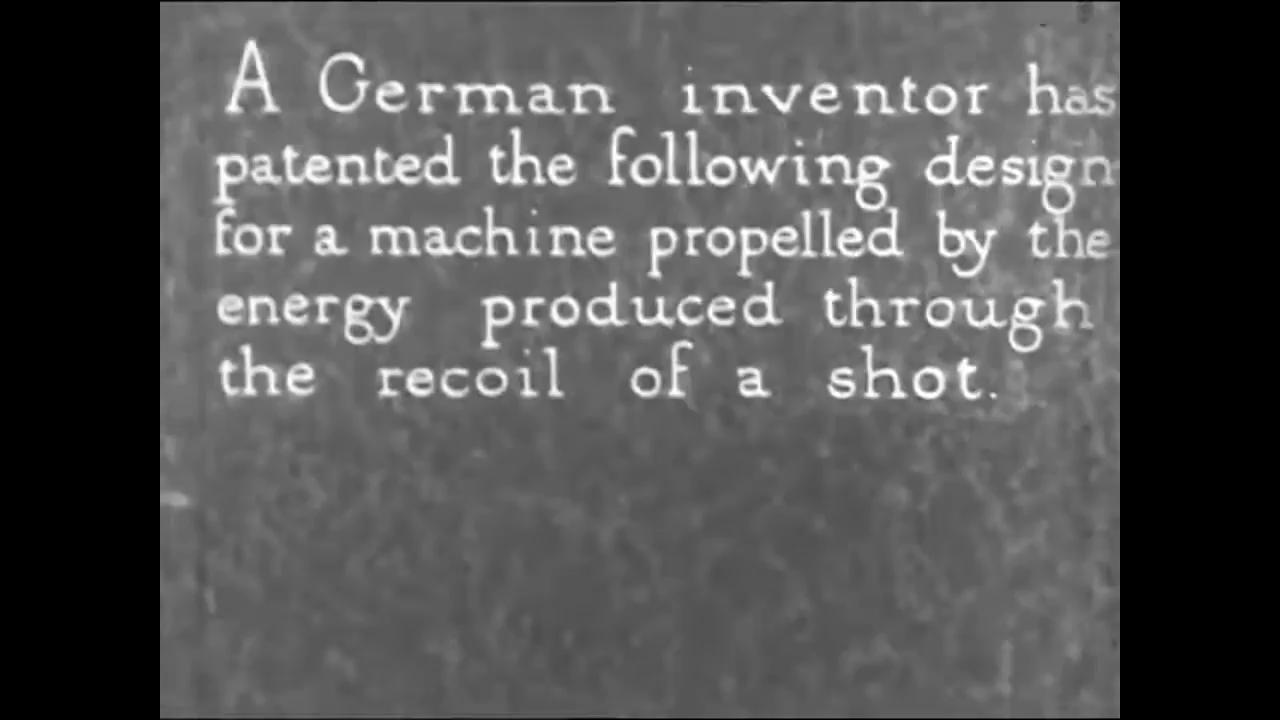 A German inventor has
patented the following design
for a machine propelled by the
energy produced through
the recoil of a shot.